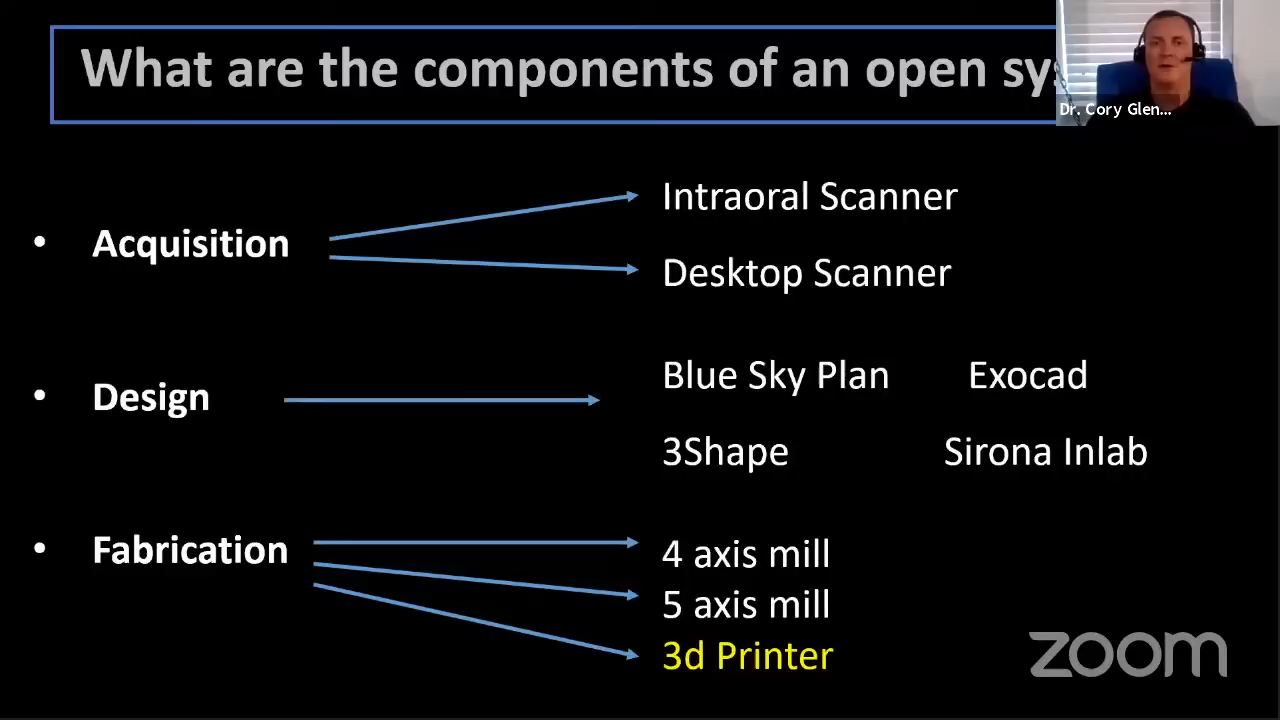 What are the components of an open sys
Dr. Cory Glen...
• Acquisition
Intraoral Scanner
Desktop Scanner
• Design
Blue Sky Plan Exocad
3Shape Sirona Inlab
• Fabrication
4 axis mill
5 axis mill
3d Printer
zoom